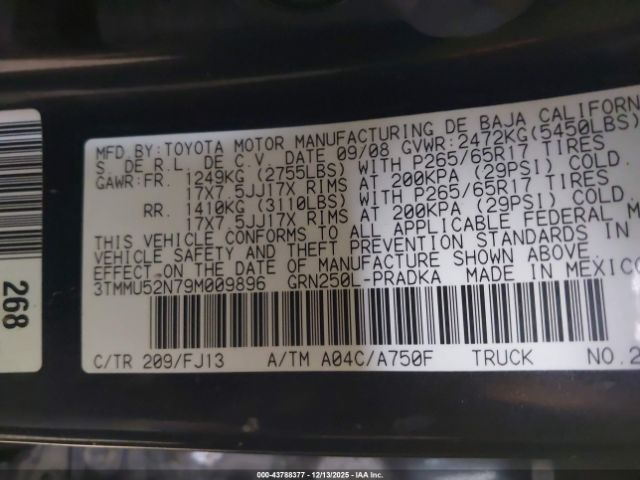 MFD BY:TOYOTA MOTOR MANUFACTURING DE BAJA CALIFORN
S. DE R.L. DE C.V. DATE 09/08 GVWR:2472KG(5450LBS)
GAWR:FR. 1249KG (2755LBS) WITH P265/65R17 TIRES
17X7.5JJ17X RIMS AT 200KPA (29PSI) COLD
RR. 1410KG (3110LBS) WITH P265/65R17 TIRES
17X7.5JJ17X RIMS AT 200KPA (29PSI) COLD
THIS VEHICLE CONFORMS TO ALL APPLICABLE FEDERAL M
VEHICLE SAFETY AND THEFT PREVENTION STANDARDS IN
EFFECT ON THE DATE OF MANUFACTURE SHOWN ABOVE.
3TMMU52N79M009896 GRN250L-PRADKA MADE IN MEXICO
C/TR 209/FJ13 A/TM A04C/A750F TRUCK NO.2
268
000-43788377 - 12/13/2025 - IAA Inc.